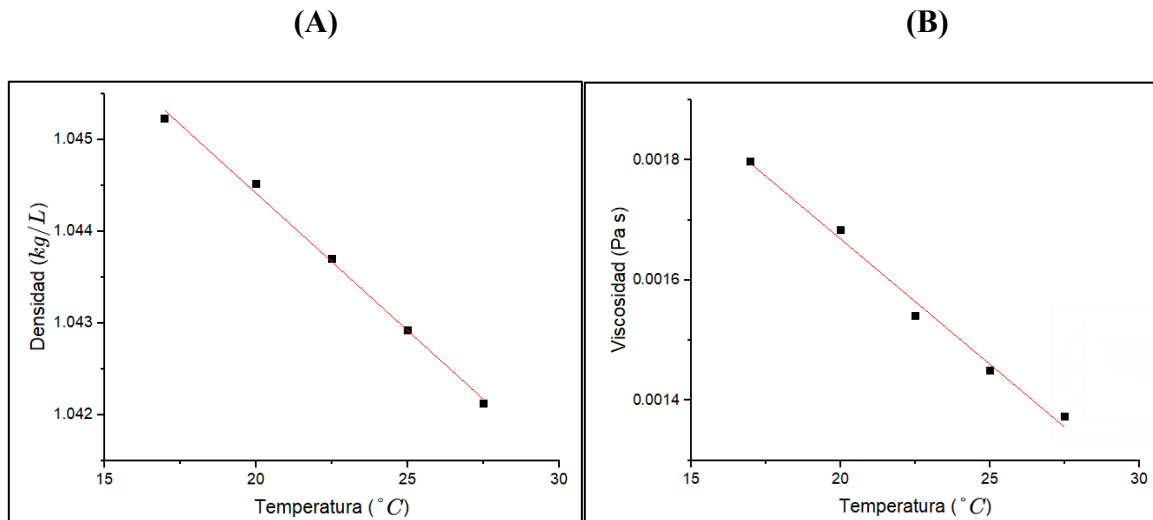 (A)
(B)
Densidad (kg/L)
1.045
1.044
1.043
1.042
15
20
25
30
Temperatura (°C)
Viscosidad (Pa s)
0.0018
0.0016
0.0014
15
20
25
30
Temperatura (°C)